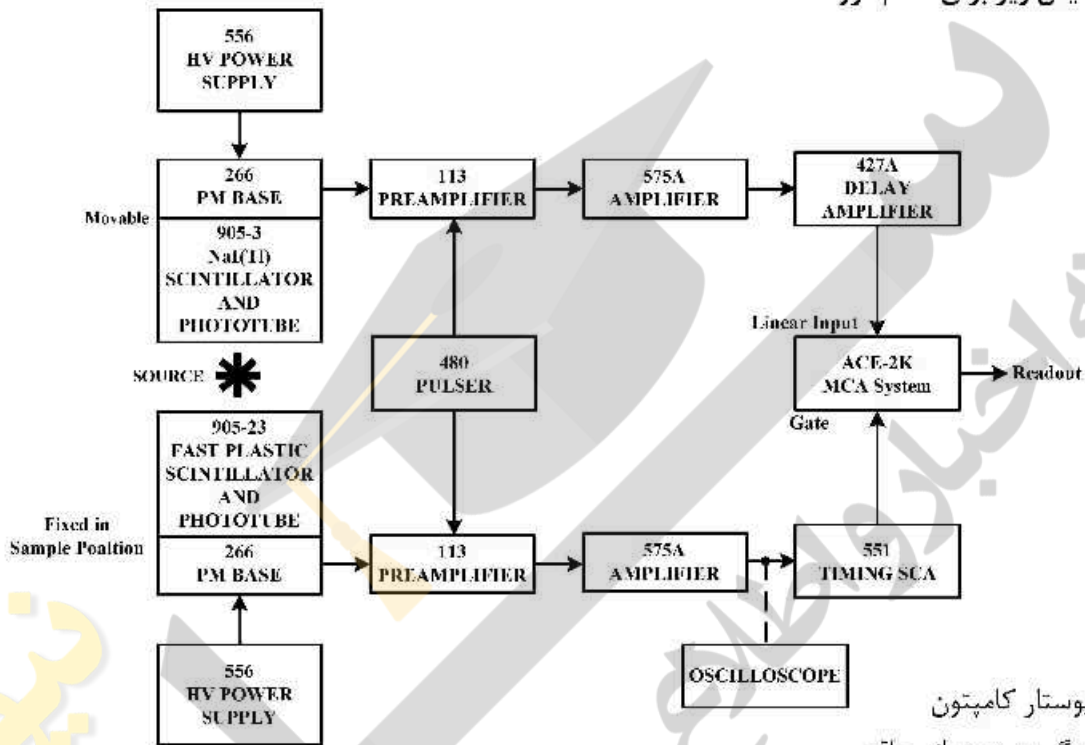 556
HV POWER
SUPPLY
266
PM BASE
113
PREAMPLIFIER
575A
AMPLIFIER
427A
DELAY
AMPLIFIER
Movable
905-3
NaI(Tl)
SCINTILLATOR
AND
PHOTOTUBE
Linear Input
SOURCE
480
PULSER
ACE-2K
MCA System
Readout
Gate
905-23
FAST PLASTIC
SCINTILLATOR
AND
PHOTOTUBE
Fixed in
Sample Position
266
PM BASE
113
PREAMPLIFIER
575A
AMPLIFIER
551
TIMING SCA
OSCILLOSCOPE
556
HV POWER
SUPPLY
کامپتون